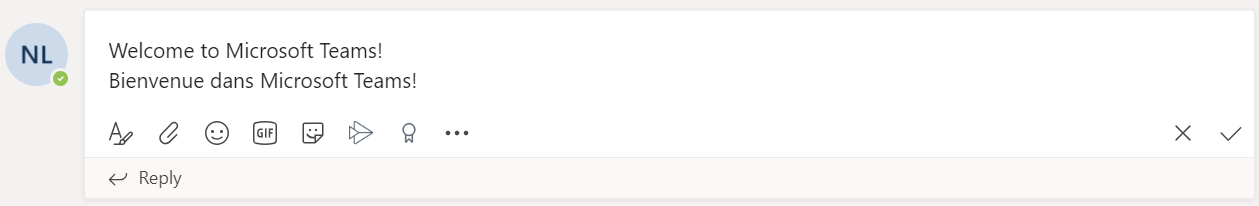 NL
Welcome to Microsoft Teams!
Bienvenue dans Microsoft Teams!
GIF
Reply